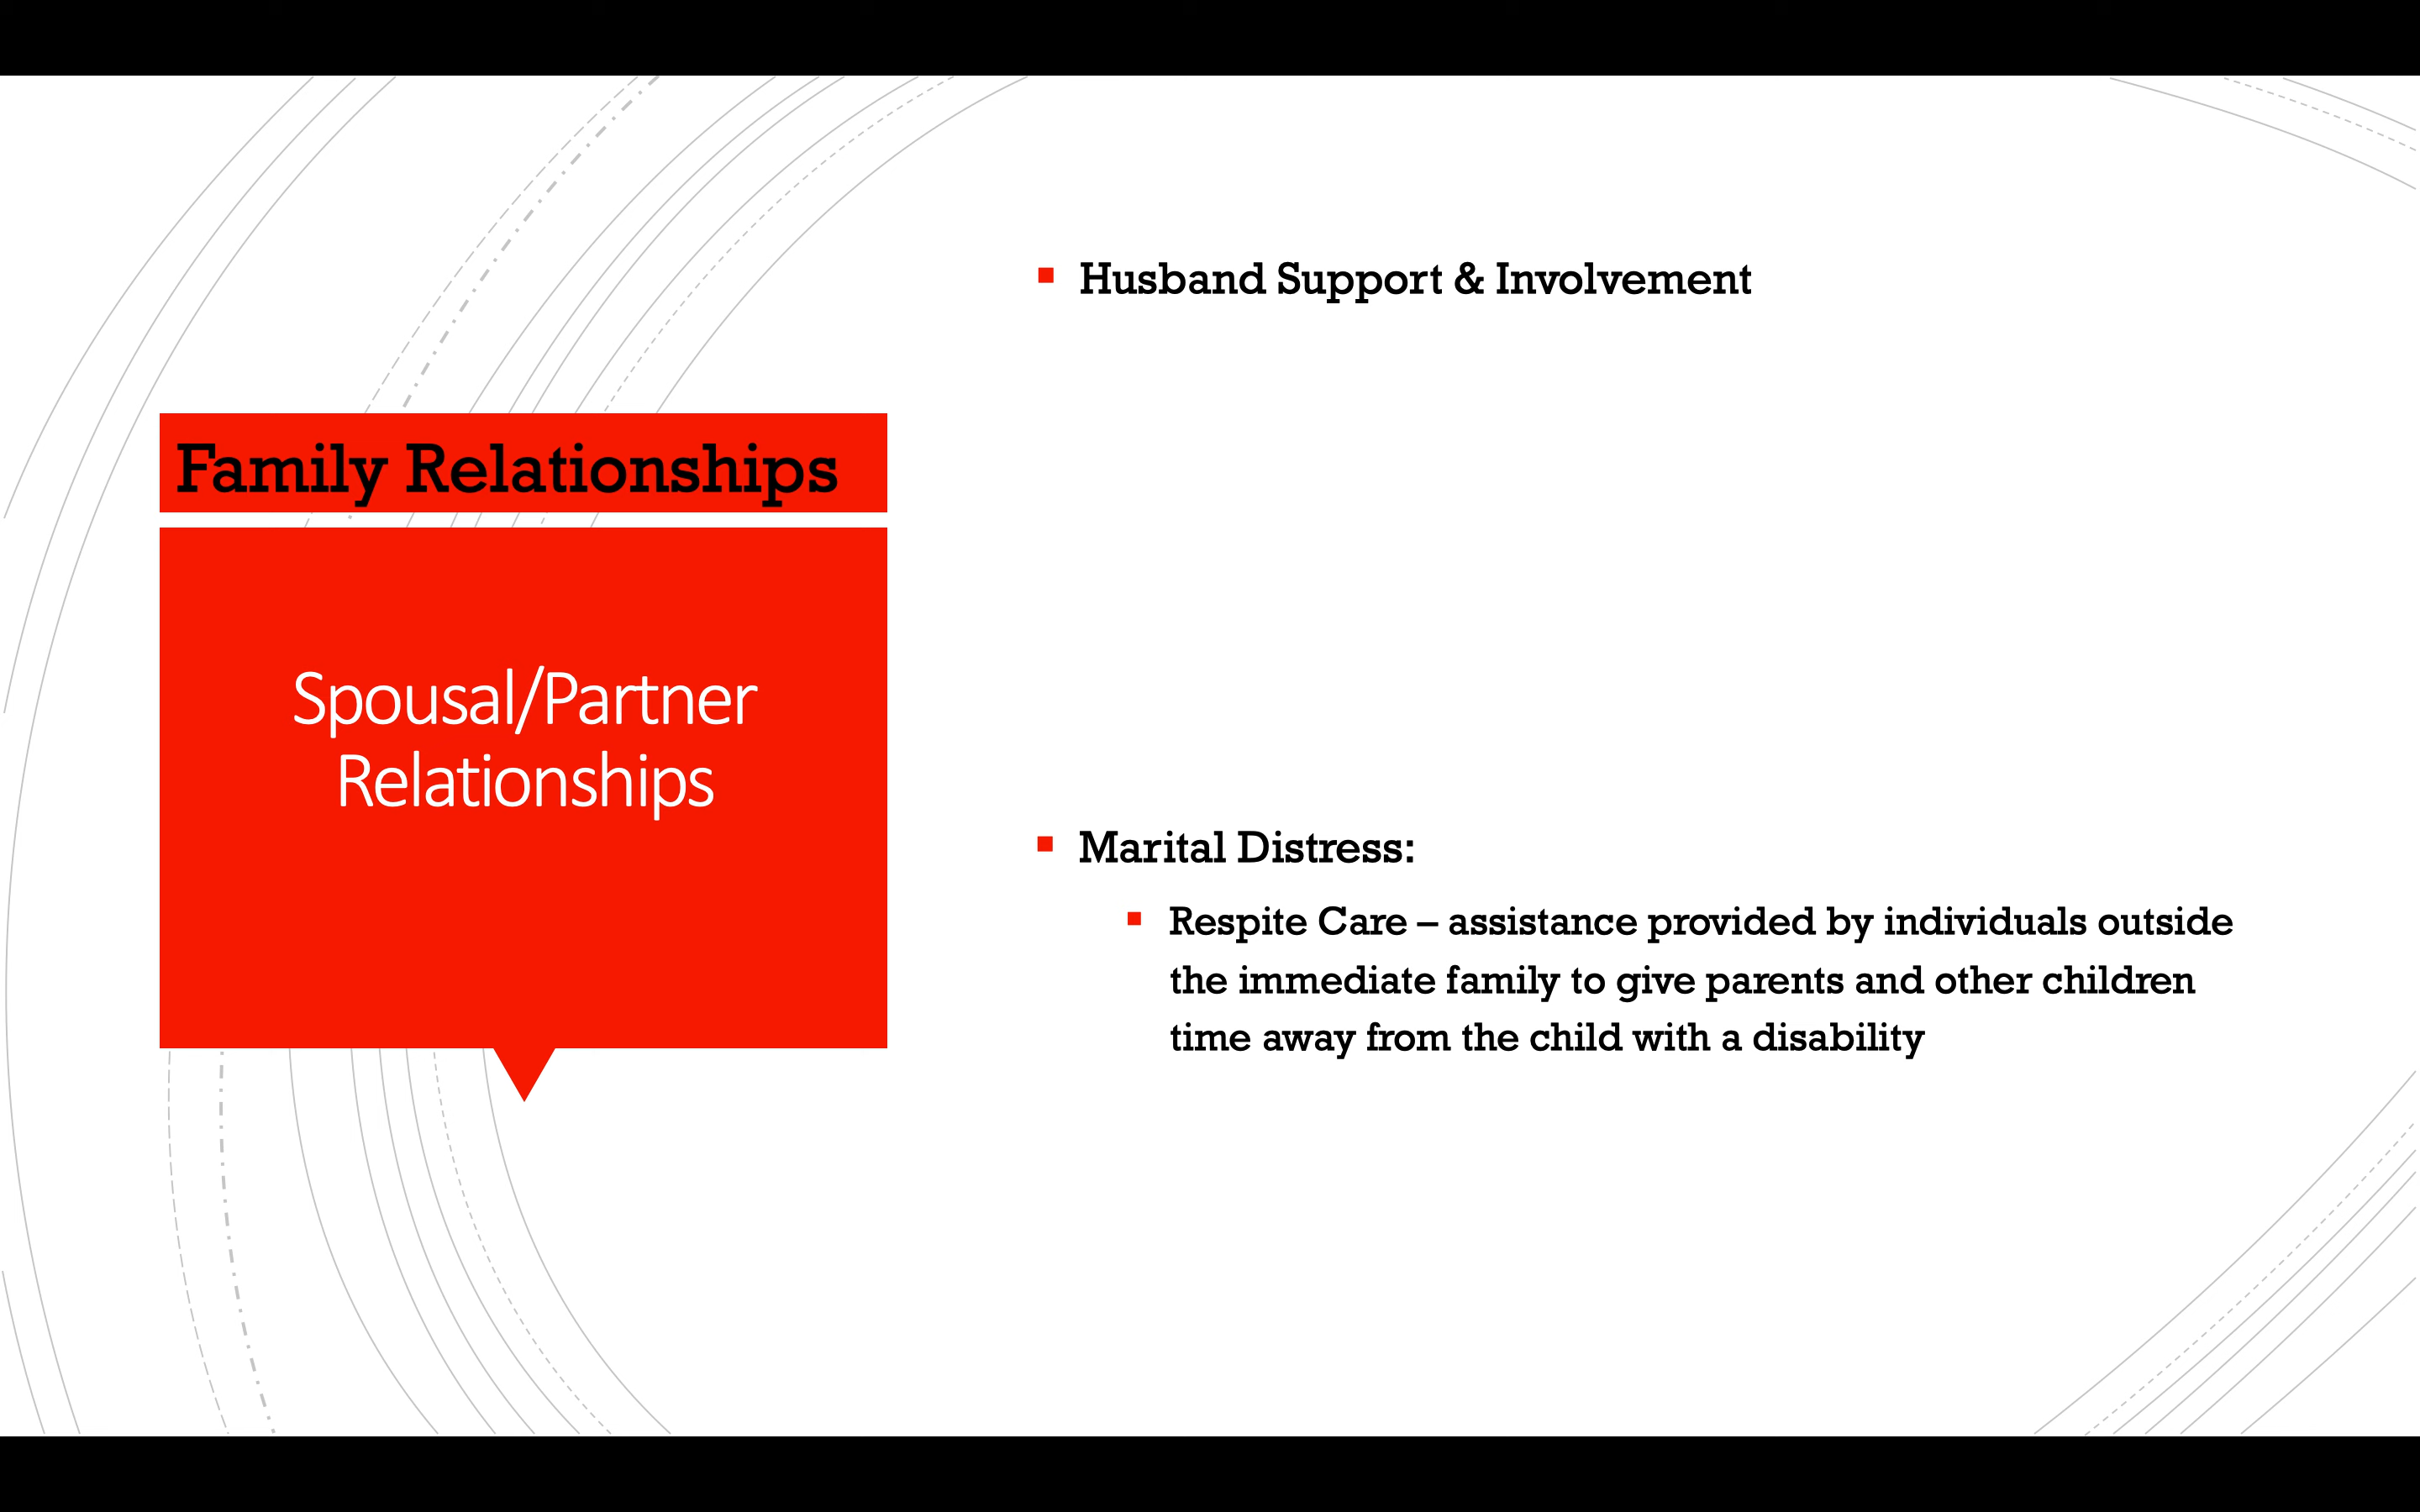 Family Relationships
Spousal/Partner
Relationships
Husband Support & Involvement
Marital Distress:
Respite Care – assistance provided by individuals outside
the immediate family to give parents and other children
time away from the child with a disability